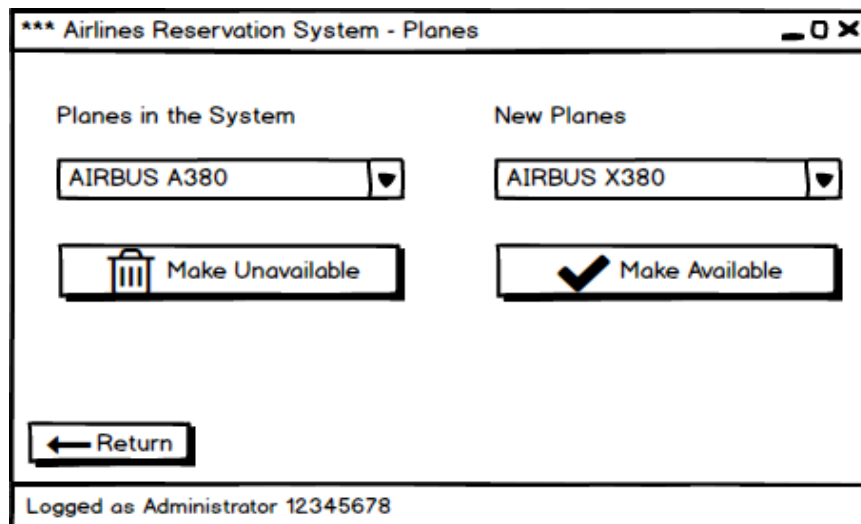 *** Airlines Reservation System - Planes
Planes in the System
New Planes
AIRBUS A380
AIRBUS X380
Make Unavailable
Make Available
Return
Logged as Administrator 12345678